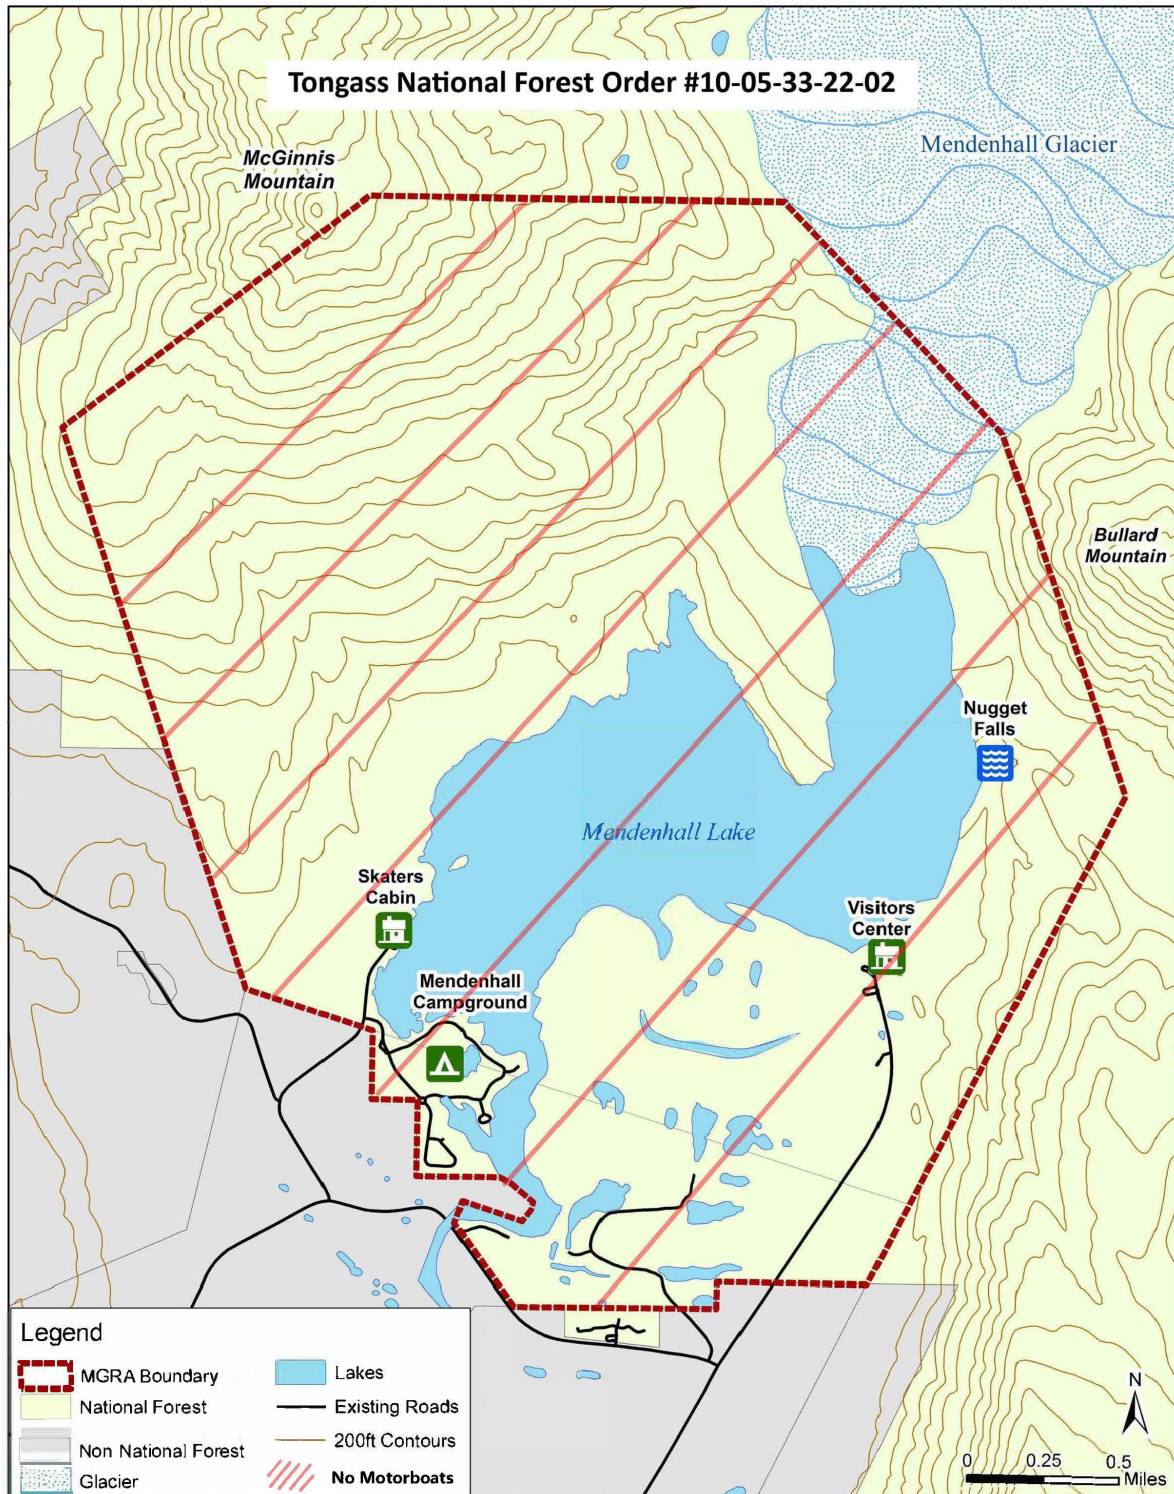 Tongass National Forest Order #10-05-33-22-02
Mendenhall Glacier
McGinnis
Mountain
Bullard
Mountain
Nugget
Falls
Mendenhall Lake
Skaters
Cabin
Visitors
Center
Mendenhall
Campground
Legend
MGRA Boundary
National Forest
Non National Forest
Glacier
Lakes
Existing Roads
200ft Contours
No Motorboats
N
0 0.25 0.5
Miles